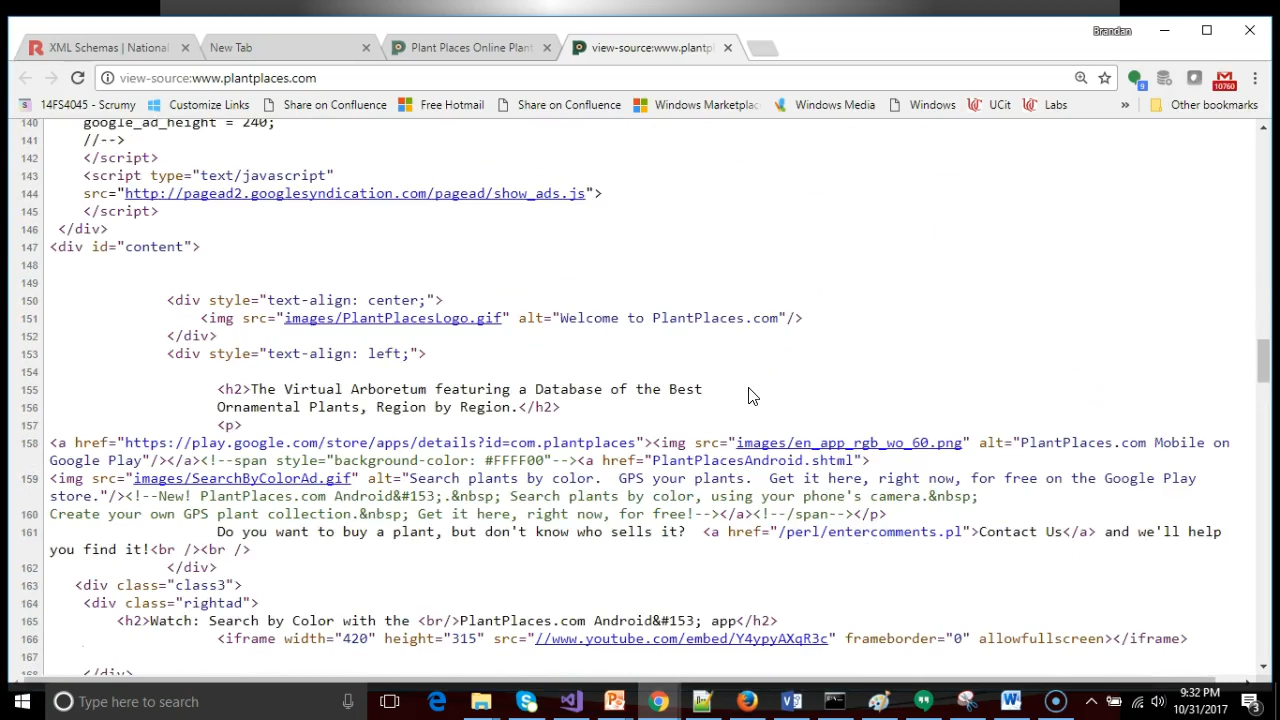 Brandan
XML Schemas | National
New Tab
Plant Places Online Plant
view-source:www.plantpl
view-source:www.plantplaces.com
9
10760
14FS4045 - Scrumy
Customize Links
Share on Confluence
Free Hotmail
Share on Confluence
Windows Marketplac
Windows Media
Windows
UCit
Labs
»
Other bookmarks
140 google_ad_height = 240;
141 //-->
142 </script>
143 <script type="text/javascript"
144 src="http://pagead2.googlesyndication.com/pagead/show_ads.js">
145 </script>
146 </div>
147 <div id="content">
148
149
150 <div style="text-align: center;">
151 <img src="images/PlantPlacesLogo.gif" alt="Welcome to PlantPlaces.com"/>
152 </div>
153 <div style="text-align: left;">
154
155 <h2>The Virtual Arboretum featuring a Database of the Best
156 Ornamental Plants, Region by Region.</h2>
157 <p>
158 <a href="https://play.google.com/store/apps/details?id=com.plantplaces"><img src="images/en_app_rgb_wo_60.png" alt="PlantPlaces.com Mobile on
Google Play"/></a><!--span style="background-color: #FFFF00"--><a href="PlantPlacesAndroid.shtml">
159 <img src="images/SearchByColorAd.gif" alt="Search plants by color.  GPS your plants.  Get it here, right now, for free on the Google Play
store."/><!--New! PlantPlaces.com Android&#153;.&nbsp; Search plants by color, using your phone's camera.&nbsp;
160 Create your own GPS plant collection.&nbsp; Get it here, right now, for free!--></a><!--/span--></p>
161 Do you want to buy a plant, but don't know who sells it?  <a href="/perl/entercomments.pl">Contact Us</a> and we'll help
you find it!<br /><br />
162 </div>
163 <div class="class3">
164 <div class="rightad">
165 <h2>Watch: Search by Color with the <br/>PlantPlaces.com Android&#153; app</h2>
166 <iframe width="420" height="315" src="//www.youtube.com/embed/Y4ypyAXqR3c" frameborder="0" allowfullscreen></iframe>
167
168 </div>
Type here to search
9:32 PM
10/31/2017
3